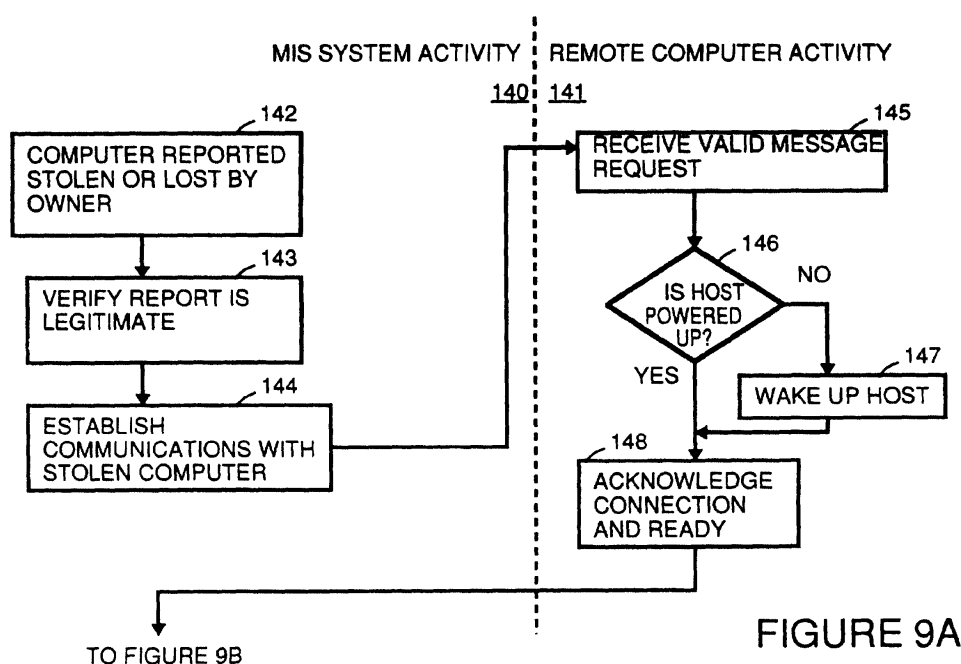 MIS SYSTEM ACTIVITY
REMOTE COMPUTER ACTIVITY
140
141
142
COMPUTER REPORTED
STOLEN OR LOST BY
OWNER
143
VERIFY REPORT IS
LEGITIMATE
144
ESTABLISH
COMMUNICATIONS WITH
STOLEN COMPUTER
145
RECEIVE VALID MESSAGE
REQUEST
146
IS HOST
POWERED
UP?
NO
YES
147
WAKE UP HOST
148
ACKNOWLEDGE
CONNECTION
AND READY
TO FIGURE 9B
FIGURE 9A